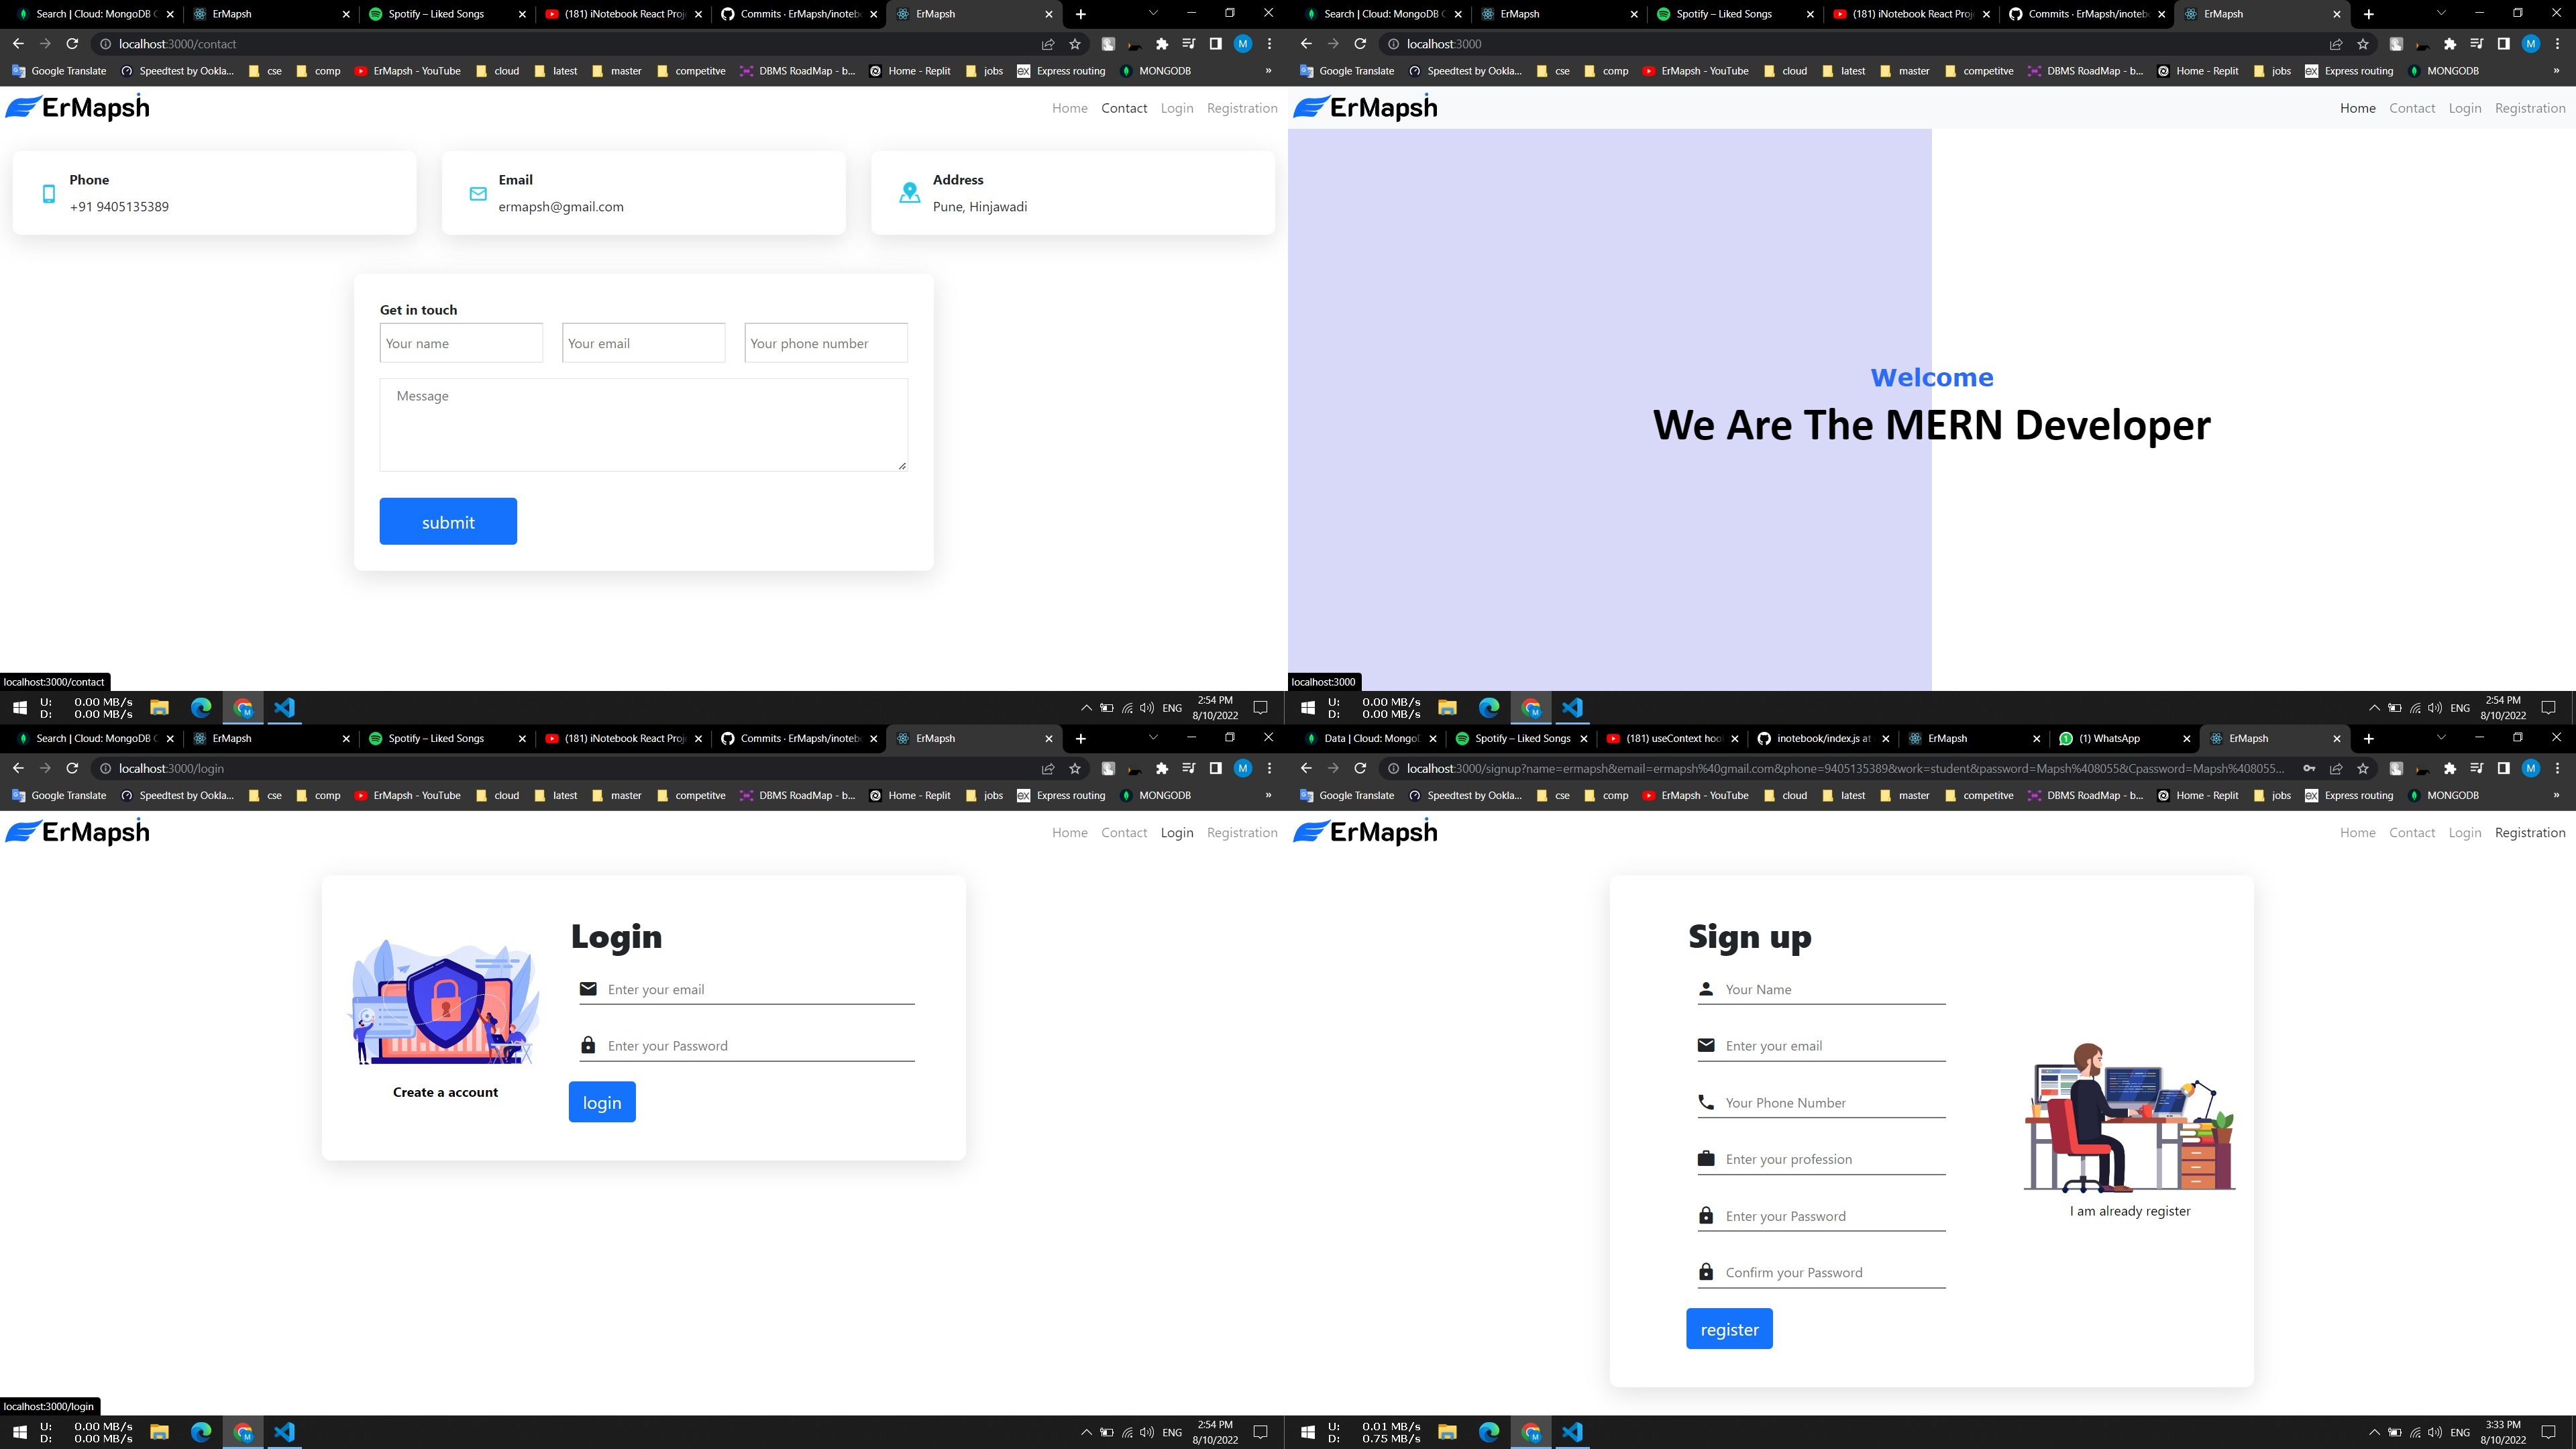 Search | Cloud: MongoDB C
ErMapsh
Spotify – Liked Songs
(181) iNotebook React Proj
Commits · ErMapsh/inoteb
ErMapsh
localhost:3000/contact
Google Translate
Speedtest by Ookla...
cse
comp
ErMapsh - YouTube
cloud
latest
master
competitve
DBMS RoadMap - b...
Home - Replit
jobs
ex Express routing
MONGODB
»
ErMapsh
Home
Contact
Login
Registration
Phone
+91 9405135389
Email
ermapsh@gmail.com
Address
Pune, Hinjawadi
Get in touch
Your name
Your email
Your phone number
Message
submit
localhost:3000/contact
U: 0.00 MB/s
D: 0.00 MB/s
ENG
2:54 PM
8/10/2022
Search | Cloud: MongoDB C
ErMapsh
Spotify – Liked Songs
(181) iNotebook React Proj
Commits · ErMapsh/inoteb
ErMapsh
localhost:3000
Google Translate
Speedtest by Ookla...
cse
comp
ErMapsh - YouTube
cloud
latest
master
competitve
DBMS RoadMap - b...
Home - Replit
jobs
ex Express routing
MONGODB
»
ErMapsh
Home
Contact
Login
Registration
Welcome
We Are The MERN Developer
localhost:3000
U: 0.00 MB/s
D: 0.00 MB/s
ENG
2:54 PM
8/10/2022
Search | Cloud: MongoDB C
ErMapsh
Spotify – Liked Songs
(181) iNotebook React Proj
Commits · ErMapsh/inoteb
ErMapsh
localhost:3000/login
Google Translate
Speedtest by Ookla...
cse
comp
ErMapsh - YouTube
cloud
latest
master
competitve
DBMS RoadMap - b...
Home - Replit
jobs
ex Express routing
MONGODB
»
ErMapsh
Home
Contact
Login
Registration
Login
Enter your email
Enter your Password
Create a account
login
localhost:3000/login
U: 0.00 MB/s
D: 0.00 MB/s
ENG
2:54 PM
8/10/2022
Data | Cloud: MongoD
Spotify – Liked Songs
(181) useContext hoo
inotebook/index.js at
ErMapsh
(1) WhatsApp
ErMapsh
localhost:3000/signup?name=ermapsh&email=ermapsh%40gmail.com&phone=9405135389&work=student&password=Mapsh%408055&Cpassword=Mapsh%408055...
Google Translate
Speedtest by Ookla...
cse
comp
ErMapsh - YouTube
cloud
latest
master
competitve
DBMS RoadMap - b...
Home - Replit
jobs
ex Express routing
MONGODB
»
ErMapsh
Home
Contact
Login
Registration
Sign up
Your Name
Enter your email
Your Phone Number
Enter your profession
Enter your Password
Confirm your Password
I am already register
register
U: 0.01 MB/s
D: 0.75 MB/s
ENG
3:33 PM
8/10/2022